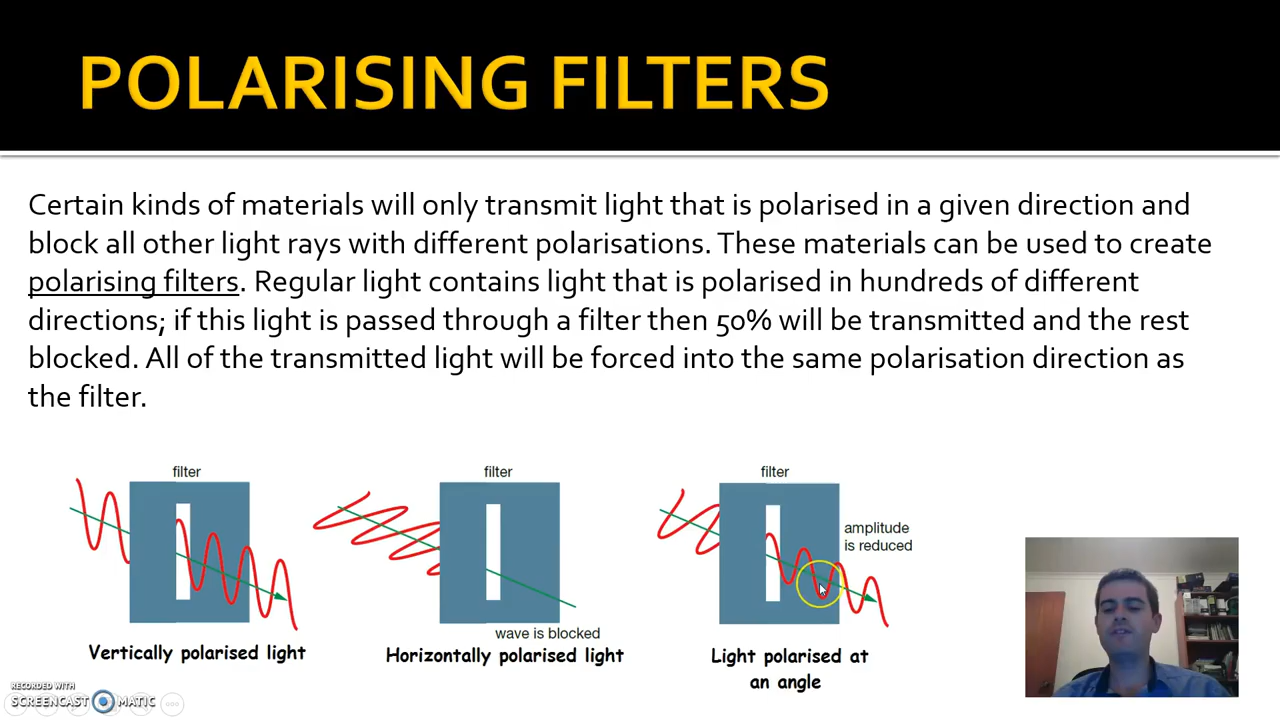 POLARISING FILTERS
Certain kinds of materials will only transmit light that is polarised in a given direction and
block all other light rays with different polarisations. These materials can be used to create
polarising filters. Regular light contains light that is polarised in hundreds of different
directions; if this light is passed through a filter then 50% will be transmitted and the rest
blocked. All of the transmitted light will be forced into the same polarisation direction as
the filter.
filter
filter
filter
amplitude
is reduced
wave is blocked
Vertically polarised light
Horizontally polarised light
Light polarised at
an angle
RECORDED WITH
SCREENCAST MATIC